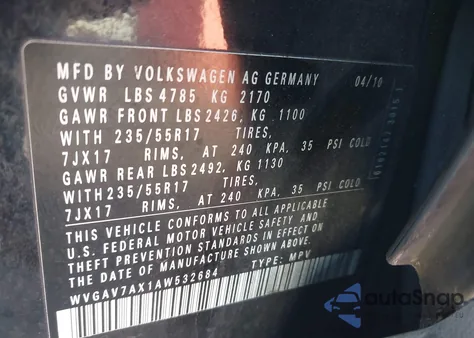 MFD BY VOLKSWAGEN AG GERMANY 04/10
GVWR LBS 4785 KG 2170
GAWR FRONT LBS 2426, KG 1100
WITH 235/55R17 TIRES,
7JX17 RIMS, AT 240 KPA, 35 PSI COLD
GAWR REAR LBS 2492, KG 1130
WITH 235/55R17 TIRES,
7JX17 RIMS, AT 240 KPA, 35 PSI COLD
THIS VEHICLE CONFORMS TO ALL APPLICABLE
U.S. FEDERAL MOTOR VEHICLE SAFETY AND
THEFT PREVENTION STANDARDS IN EFFECT ON
THE DATE OF MANUFACTURE SHOWN ABOVE.
WVGAV7AX1AW532684 TYPE: MPV
autoSnap